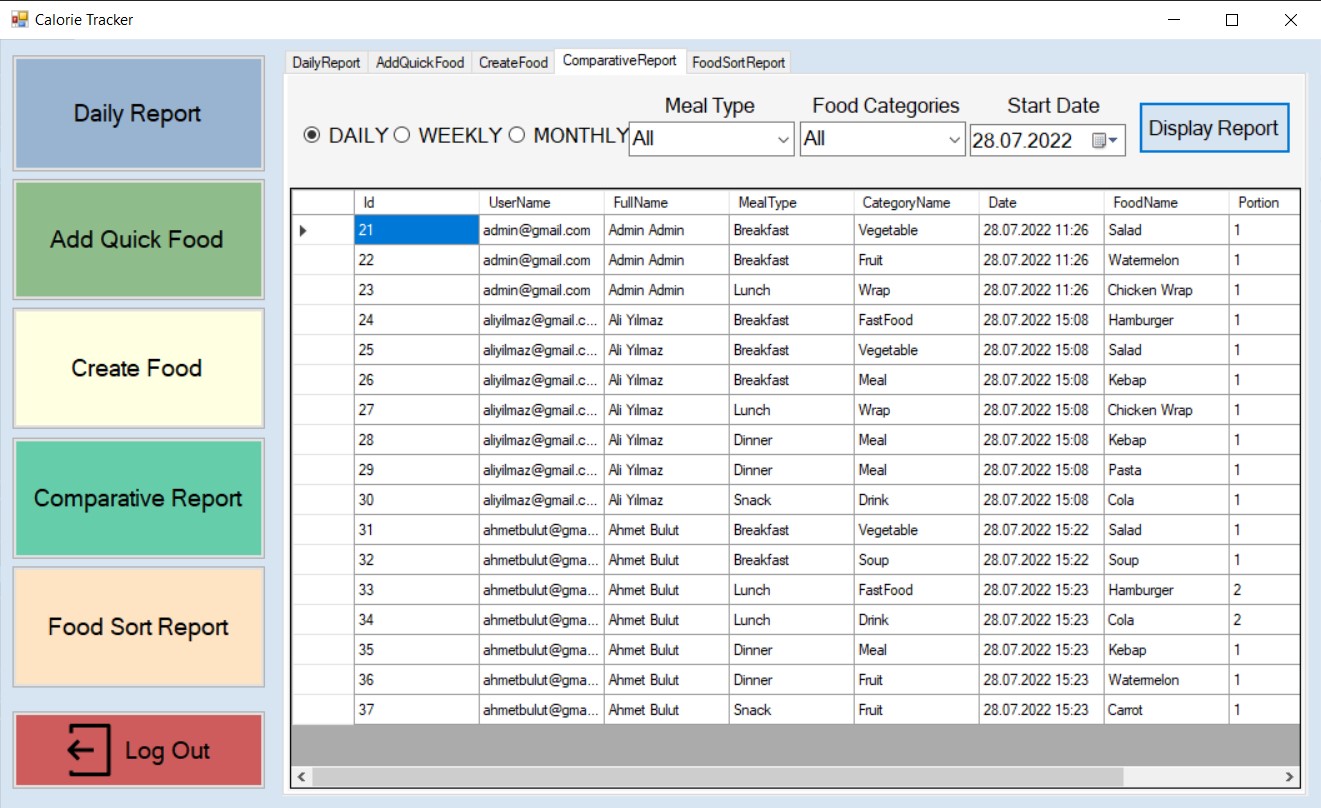 Calorie Tracker
Daily Report
Add Quick Food
Create Food
Comparative Report
Food Sort Report
Log Out
DailyReport AddQuickFood CreateFood ComparativeReport FoodSortReport
Meal Type Food Categories Start Date
DAILY WEEKLY MONTHLY All All 28.07.2022 Display Report
Id UserName FullName MealType CategoryName Date FoodName Portion
21 admin@gmail.com Admin Admin Breakfast Vegetable 28.07.2022 11:26 Salad 1
22 admin@gmail.com Admin Admin Breakfast Fruit 28.07.2022 11:26 Watermelon 1
23 admin@gmail.com Admin Admin Lunch Wrap 28.07.2022 11:26 Chicken Wrap 1
24 aliyilmaz@gmail.c... Ali Yılmaz Breakfast FastFood 28.07.2022 15:08 Hamburger 1
25 aliyilmaz@gmail.c... Ali Yılmaz Breakfast Vegetable 28.07.2022 15:08 Salad 1
26 aliyilmaz@gmail.c... Ali Yılmaz Breakfast Meal 28.07.2022 15:08 Kebap 1
27 aliyilmaz@gmail.c... Ali Yılmaz Lunch Wrap 28.07.2022 15:08 Chicken Wrap 1
28 aliyilmaz@gmail.c... Ali Yılmaz Dinner Meal 28.07.2022 15:08 Kebap 1
29 aliyilmaz@gmail.c... Ali Yılmaz Dinner Meal 28.07.2022 15:08 Pasta 1
30 aliyilmaz@gmail.c... Ali Yılmaz Snack Drink 28.07.2022 15:08 Cola 1
31 ahmetbulut@gma... Ahmet Bulut Breakfast Vegetable 28.07.2022 15:22 Salad 1
32 ahmetbulut@gma... Ahmet Bulut Breakfast Soup 28.07.2022 15:22 Soup 1
33 ahmetbulut@gma... Ahmet Bulut Lunch FastFood 28.07.2022 15:23 Hamburger 2
34 ahmetbulut@gma... Ahmet Bulut Lunch Drink 28.07.2022 15:23 Cola 2
35 ahmetbulut@gma... Ahmet Bulut Dinner Meal 28.07.2022 15:23 Kebap 1
36 ahmetbulut@gma... Ahmet Bulut Dinner Fruit 28.07.2022 15:23 Watermelon 1
37 ahmetbulut@gma... Ahmet Bulut Snack Fruit 28.07.2022 15:23 Carrot 1